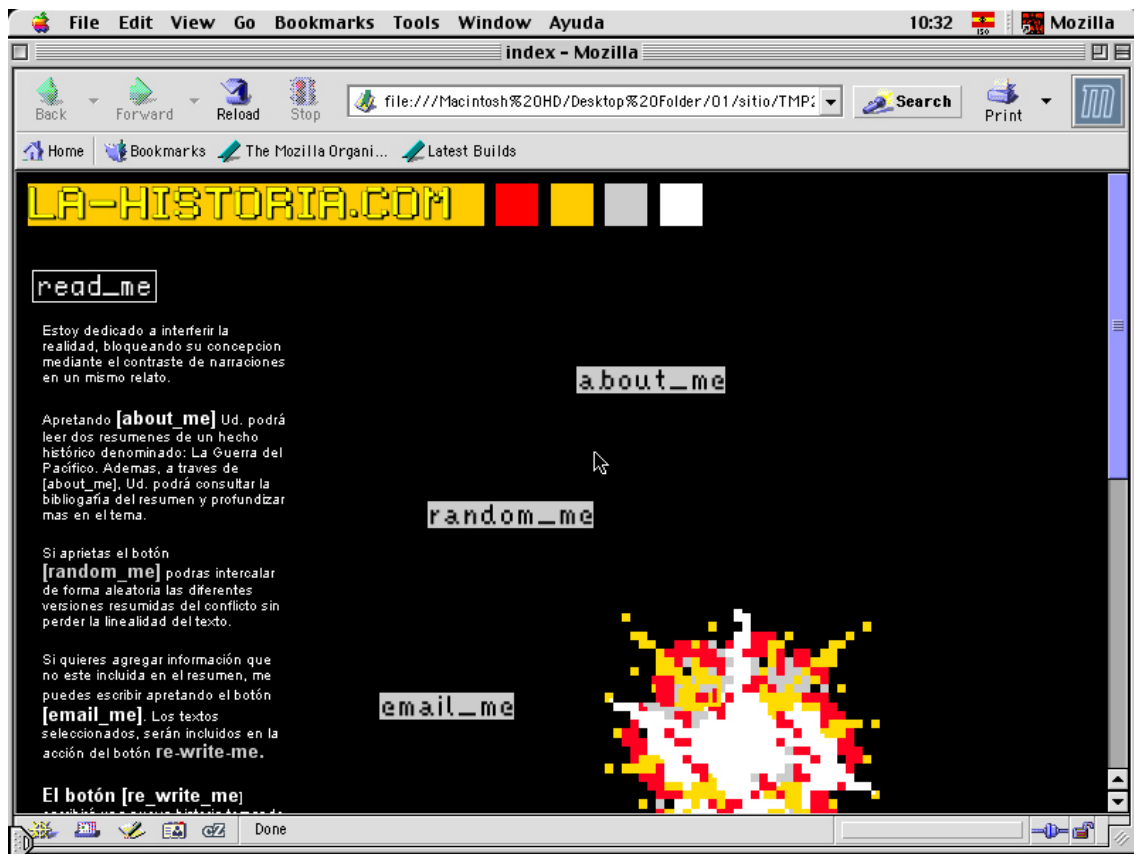 File Edit View Go Bookmarks Tools Window Ayuda 10:32 ISO Mozilla
index - Mozilla
Back Forward Reload Stop file:///Macintosh%20HD/Desktop%20Folder/01/sitio/TMP2 Search Print
Home Bookmarks The Mozilla Organi... Latest Builds
LA-HISTORIA.COM
read_me
Estoy dedicado a interferir la
realidad, bloqueando su concepcion
mediante el contraste de narraciones
en un mismo relato.
about_me
Apretando [about_me] Ud. podrá
leer dos resumenes de un hecho
histórico denominado: La Guerra del
Pacífico. Ademas, a traves de
[about_me], Ud. podrá consultar la
bibliogafía del resumen y profundizar
mas en el tema.
random_me
Si aprietas el botón
[random_me] podras intercalar
de forma aleatoria las diferentes
versiones resumidas del conflicto sin
perder la linealidad del texto.
Si quieres agregar información que
no este incluida en el resumen, me
puedes escribir apretando el botón
[email_me]. Los textos
seleccionados, serán incluidos en la
acción del botón re-write-me.
email_me
El botón [re_write_me]
Done